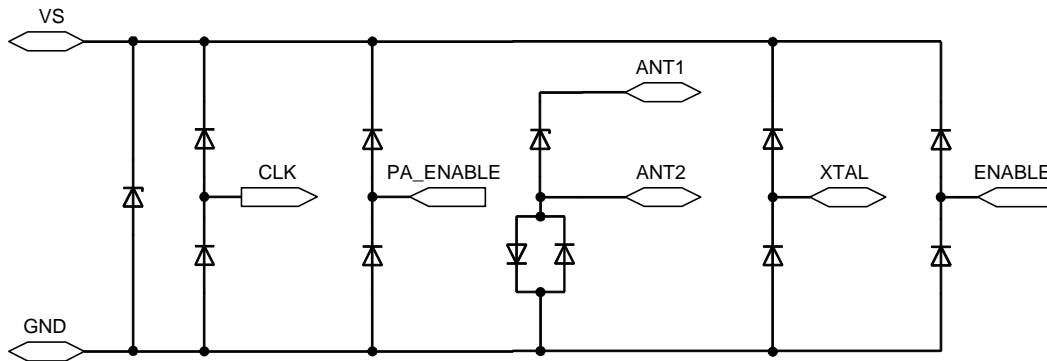 VS
ANT1
CLK
PA_ENABLE
ANT2
XTAL
ENABLE
GND